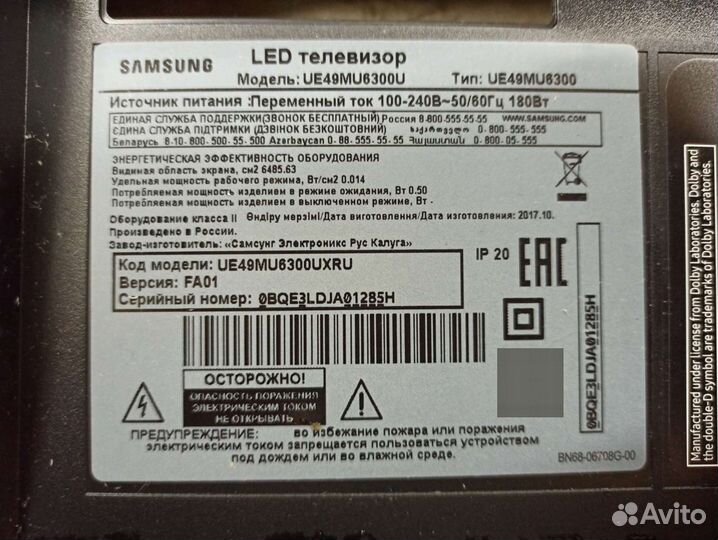 SAMSUNG
LED телевизор
Модель: UE49MU6300U Тип: UE49MU6300
Источник питания :Переменный ток 100-240В~50/60Гц 180Вт
ЕДИНАЯ СЛУЖБА ПОДДЕРЖКИ(ЗВОНОК БЕСПЛАТНЫЙ) Россия 8-800-555-55-55 WWW.SAMSUNG.COM
ЄДИНА СЛУЖБА ПІДТРИМКИ (ДЗВІНОК БЕЗКОШТОВНИЙ) საქართველო 0-800-555-555
Беларусь 8-10-800-500-55-500 Azərbaycan 0-88-555-55-55 Հայաստան 0-800-05-555
ЭНЕРГЕТИЧЕСКАЯ ЭФФЕКТИВНОСТЬ ОБОРУДОВАНИЯ
Видимая область экрана, см2 6485.63
Удельная мощность рабочего режима, Вт/см2 0.014
Потребляемая мощность изделием в режиме ожидания, Вт 0.50
Потребляемая мощность изделием в выключенном режиме, Вт -
Оборудование класса II Өндіру мерзімі/Дата виготовлення/Дата изготовления: 2017.10.
Произведено в России.
Завод-изготовитель: «Самсунг Электроникс Рус Калуга»
IP 20
EAC
Код модели: UE49MU6300UXRU
Версия: FA01
Серийный номер: 0BQE3LDJA01285H
0BQE3LDJA01285H
ОСТОРОЖНО!
ОПАСНОСТЬ ПОРАЖЕНИЯ
ЭЛЕКТРИЧЕСКИМ ТОКОМ
НЕ ОТКРЫВАТЬ
ПРЕДУПРЕЖДЕНИЕ: во избежание пожара или поражения
электрическим током запрещается пользоваться устройством
под дождем или во влажной среде.
BN68-06708G-00
Manufactured under license from Dolby Laboratories. Dolby and
the double-D symbol are trademarks of Dolby Laboratories.
Avito